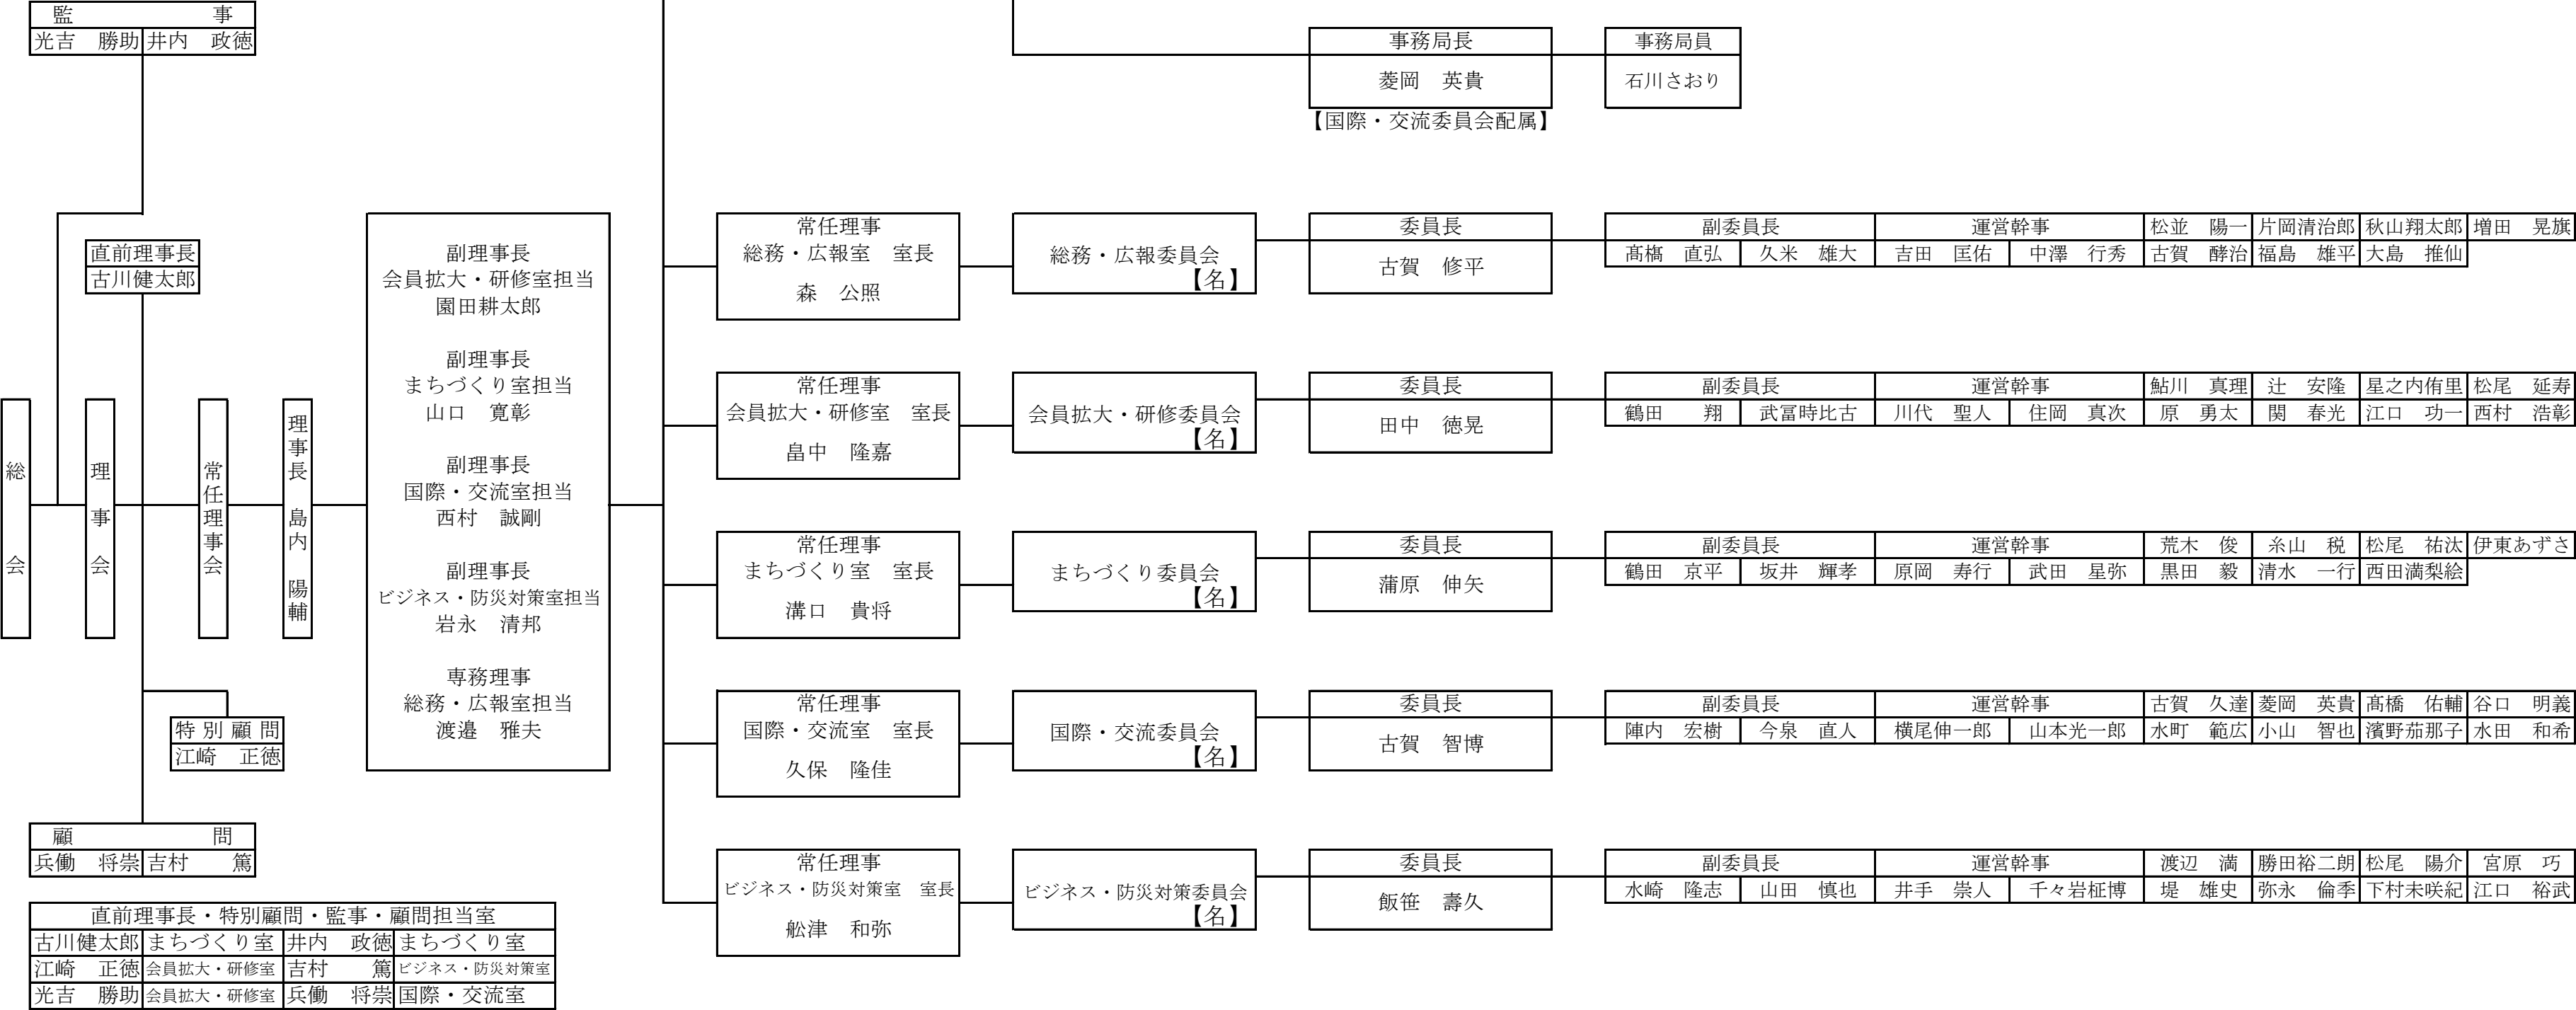 監　事
光吉　勝助 井内　政徳
事務局長
菱岡　英貴
【国際・交流委員会配属】
事務局員
石川さおり
直前理事長
古川健太郎
総会
理事会
常任理事会
理事長　島内　陽輔
特別顧問
江崎　正徳
顧　問
兵働　将崇 吉村　篤
副理事長
会員拡大・研修室担当
園田耕太郎
副理事長
まちづくり室担当
山口　寛彰
副理事長
国際・交流室担当
西村　誠剛
副理事長
ビジネス・防災対策室担当
岩永　清邦
専務理事
総務・広報室担当
渡邉　雅夫
常任理事
総務・広報室　室長
森　公照
総務・広報委員会
【名】
委員長
古賀　修平
副委員長 運営幹事 松並　陽一 片岡清治郎 秋山翔太郎 増田　晃旗
髙橋　直弘 久米　雄大 吉田　匡佑 中澤　行秀 古賀　酵治 福島　雄平 大島　推仙
常任理事
会員拡大・研修室　室長
畠中　隆嘉
会員拡大・研修委員会
【名】
委員長
田中　徳晃
副委員長 運営幹事 鮎川　真理 辻　安隆 星之内侑里 松尾　延寿
鶴田　翔 武冨時比古 川代　聖人 住岡　真次 原　勇太 関　春光 江口　功一 西村　浩彰
常任理事
まちづくり室　室長
溝口　貴将
まちづくり委員会
【名】
委員長
蒲原　伸矢
副委員長 運営幹事 荒木　俊 糸山　税 松尾　祐汰 伊東あずさ
鶴田　京平 坂井　輝孝 原岡　寿行 武田　星弥 黒田　毅 清水　一行 西田満梨絵
常任理事
国際・交流室　室長
久保　隆佳
国際・交流委員会
【名】
委員長
古賀　智博
副委員長 運営幹事 古賀　久達 菱岡　英貴 髙橋　佑輔 谷口　明義
陣内　宏樹 今泉　直人 横尾伸一郎 山本光一郎 水町　範広 小山　智也 濱野茄那子 水田　和希
常任理事
ビジネス・防災対策室　室長
舩津　和弥
ビジネス・防災対策委員会
【名】
委員長
飯笹　壽久
副委員長 運営幹事 渡辺　満 勝田裕二朗 松尾　陽介 宮原　巧
水崎　隆志 山田　慎也 井手　崇人 千々岩柾博 堤　雄史 弥永　倫季 下村未咲紀 江口　裕武
直前理事長・特別顧問・監事・顧問担当室
古川健太郎 まちづくり室 井内　政徳 まちづくり室
江崎　正徳 会員拡大・研修室 吉村　篤 ビジネス・防災対策室
光吉　勝助 会員拡大・研修室 兵働　将崇 国際・交流室